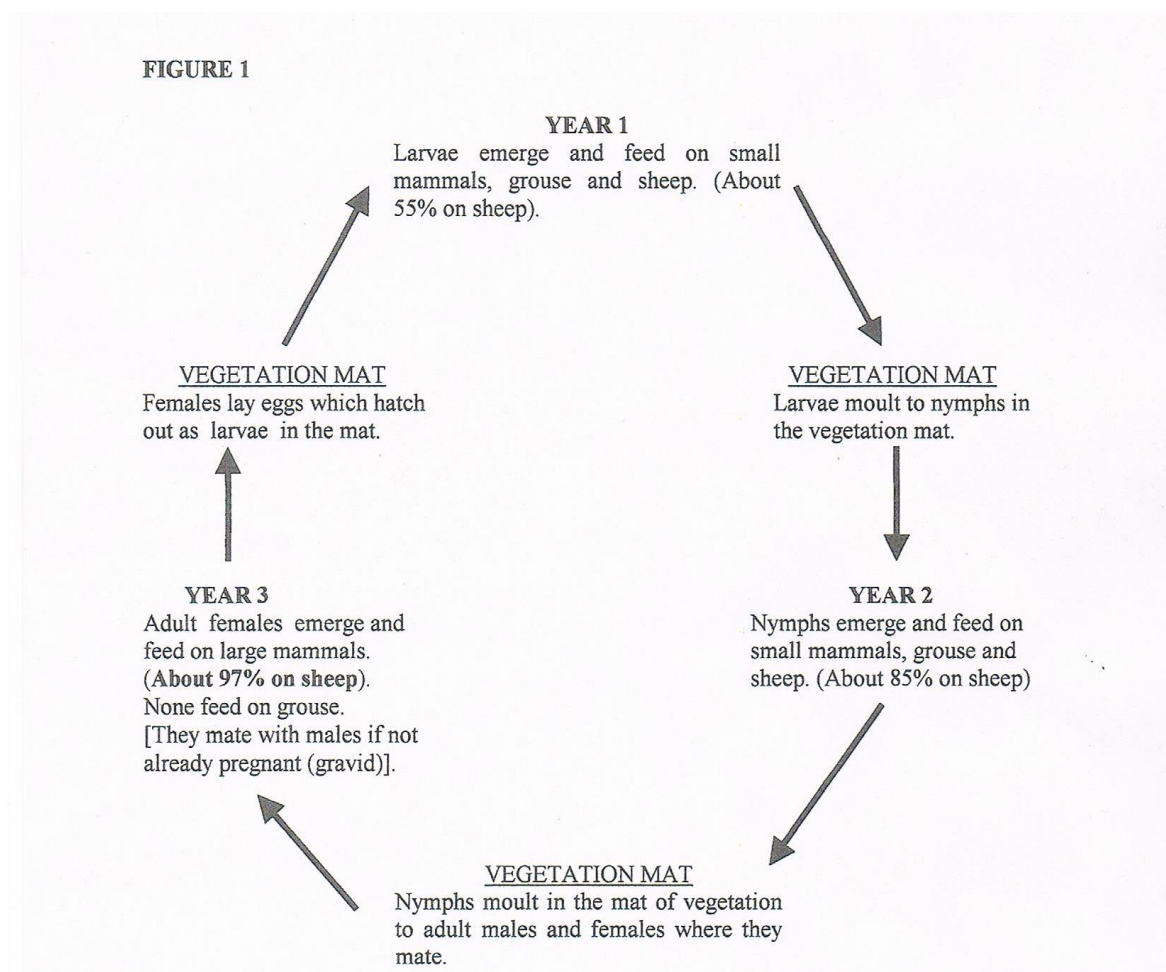 FIGURE 1
YEAR 1
Larvae emerge and feed on small
mammals, grouse and sheep. (About
55% on sheep).
VEGETATION MAT
Larvae moult to nymphs in
the vegetation mat.
YEAR 2
Nymphs emerge and feed on
small mammals, grouse and
sheep. (About 85% on sheep)
VEGETATION MAT
Nymphs moult in the mat of vegetation
to adult males and females where they
mate.
YEAR 3
Adult females emerge and
feed on large mammals.
(About 97% on sheep).
None feed on grouse.
[They mate with males if not
already pregnant (gravid)].
VEGETATION MAT
Females lay eggs which hatch
out as larvae in the mat.